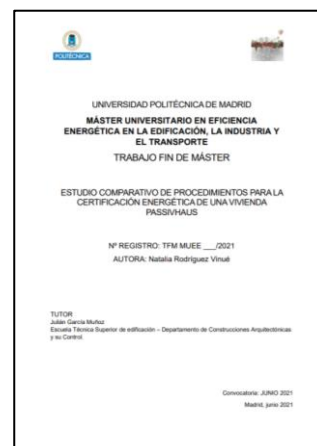 POLITÉCNICA
UNIVERSIDAD POLITÉCNICA DE MADRID
MÁSTER UNIVERSITARIO EN EFICIENCIA
ENERGÉTICA EN LA EDIFICACIÓN, LA INDUSTRIA Y
EL TRANSPORTE
TRABAJO FIN DE MÁSTER
ESTUDIO COMPARATIVO DE PROCEDIMIENTOS PARA LA
CERTIFICACIÓN ENERGÉTICA DE UNA VIVIENDA
PASSIVHAUS
Nº REGISTRO: TFM MUEE ___/2021
AUTORA: Natalia Rodríguez Vinué
TUTOR
Julián García Muñoz
Escuela Técnica Superior de edificación – Departamento de Construcciones Arquitectónicas
y su Control
Convocatoria: JUNIO 2021
Madrid, junio 2021